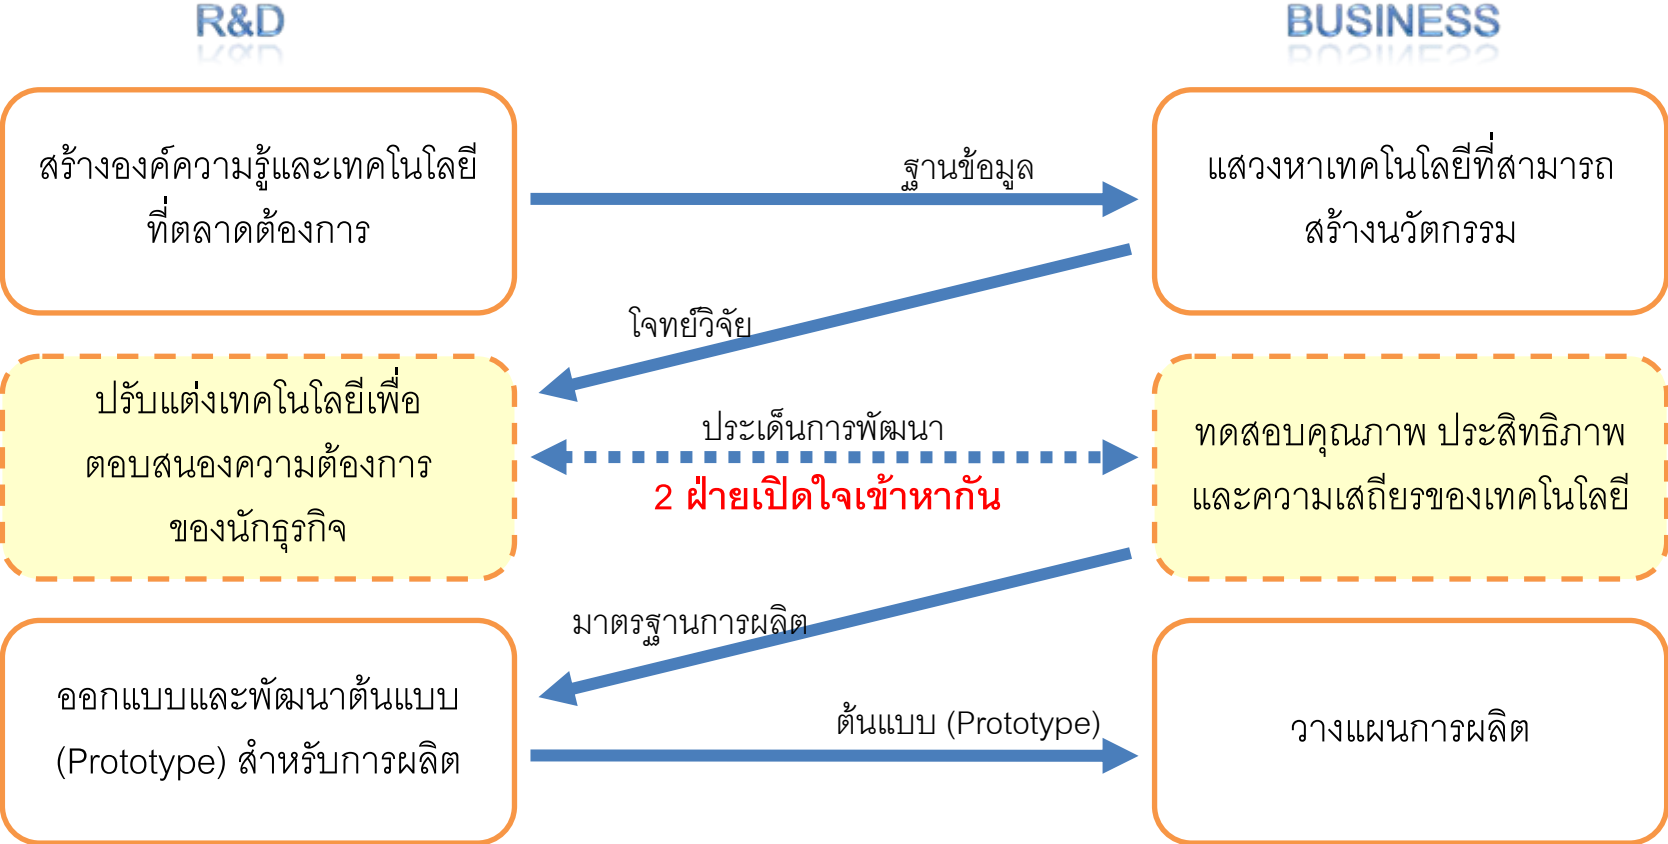 R&D
BUSINESS
สร้างองค์ความรู้และเทคโนโลยี
ที่ตลาดต้องการ
ฐานข้อมูล
แสวงหาเทคโนโลยีที่สามารถ
สร้างนวัตกรรม
โจทย์วิจัย
ปรับแต่งเทคโนโลยีเพื่อ
ตอบสนองความต้องการ
ของนักธุรกิจ
ประเด็นการพัฒนา
2 ฝ่ายเปิดใจเข้าหากัน
ทดสอบคุณภาพ ประสิทธิภาพ
และความเสถียรของเทคโนโลยี
มาตรฐานการผลิต
ออกแบบและพัฒนาต้นแบบ
(Prototype) สำหรับการผลิต
ต้นแบบ (Prototype)
วางแผนการผลิต